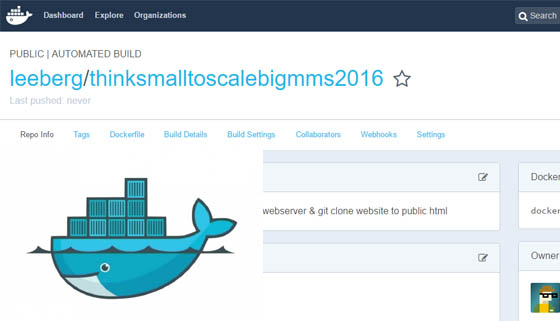 Dashboard Explore Organizations Search
PUBLIC | AUTOMATED BUILD
leeberg/thinksmalltoscalebigmms2016
Last pushed: never
Repo Info Tags Dockerfile Build Details Build Settings Collaborators Webhooks Settings
Docker
webserver & git clone website to public html
docker
Owner